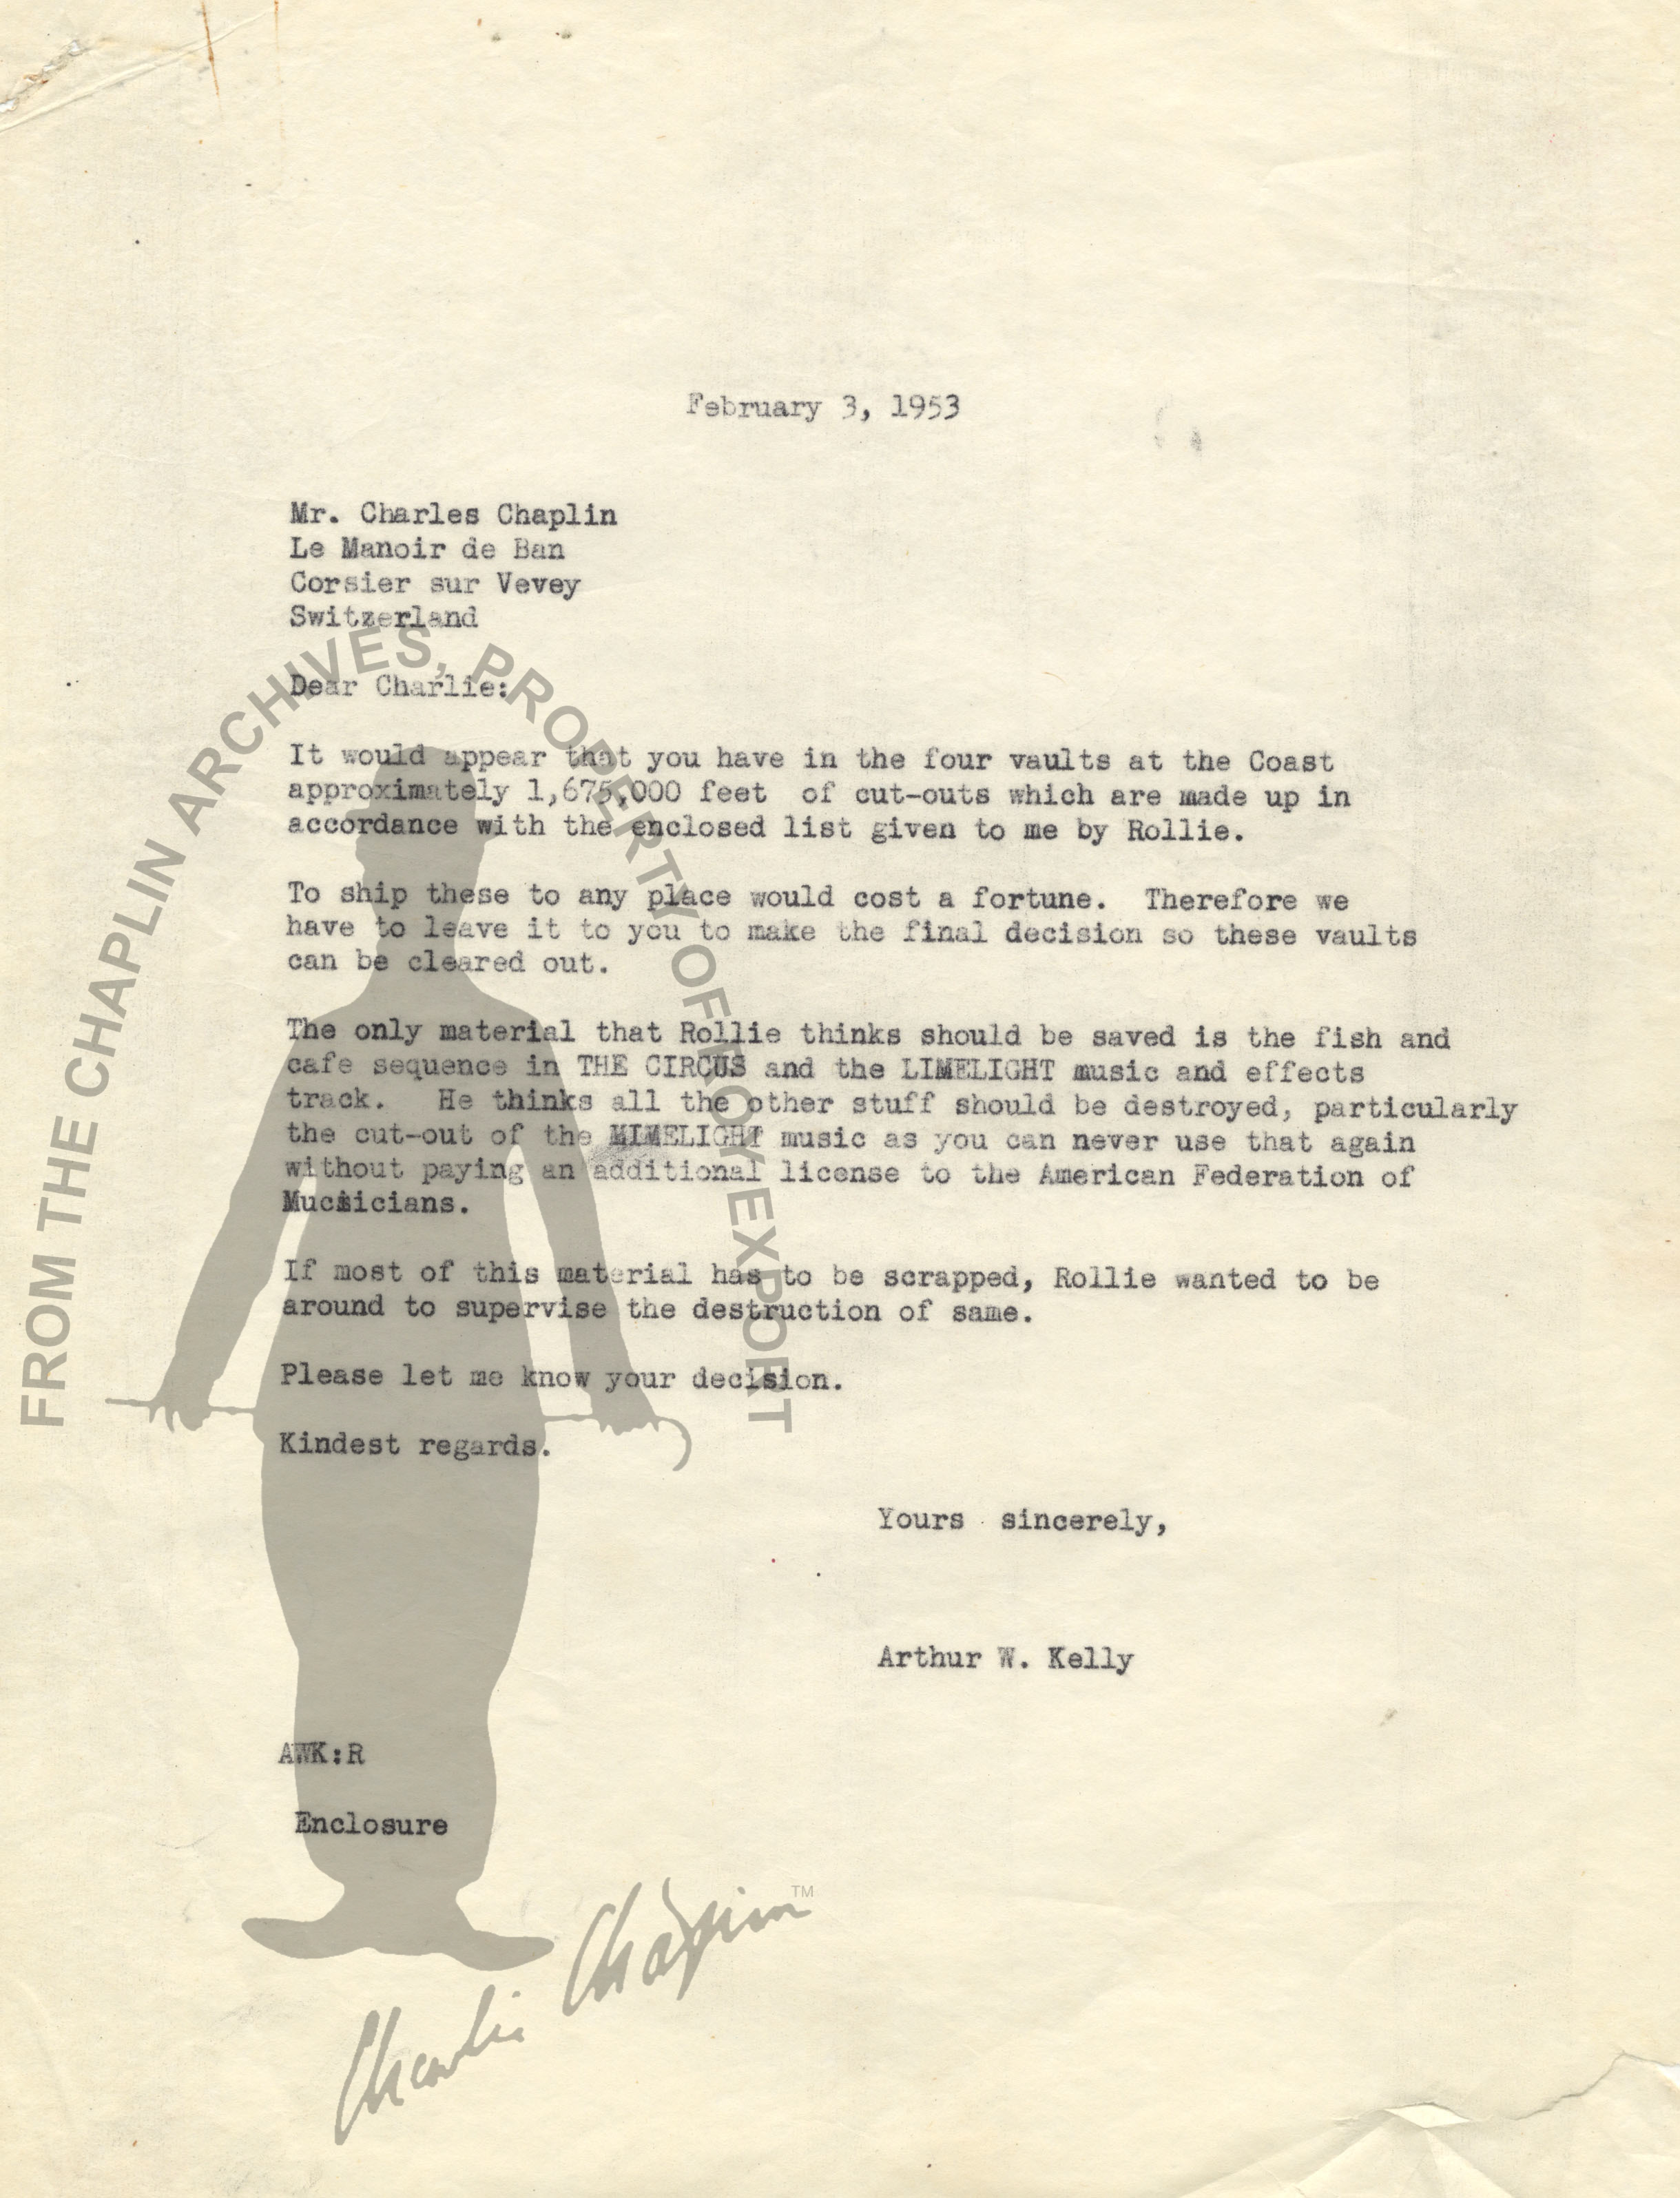 February 3, 1953
Mr. Charles Chaplin
Le Manoir de Ban
Corsier sur Vevey
Switzerland
Dear Charlie:
It would appear that you have in the four vaults at the Coast
approximately 1,675,000 feet of cut-outs which are made up in
accordance with the enclosed list given to me by Rollie.
To ship these to any place would cost a fortune. Therefore we
have to leave it to you to make the final decision so these vaults
can be cleared out.
The only material that Rollie thinks should be saved is the fish and
cafe sequence in THE CIRCUS and the LIMELIGHT music and effects
track. He thinks all the other stuff should be destroyed, particularly
the cut-out of the MIMELIGHT music as you can never use that again
without paying an additional license to the American Federation of
If most of this material has to be scrapped, Rollie wanted to be
around to supervise the destruction of same.
Please let me know your decision.
Kindest regards.
Yours sincerely,
Arthur W. Kelly
AWK:R
Enclosure
FROM THE CHAPLIN ARCHIVES, PROPERTY OF ROY EXPORT
Charlie Chaplin TM